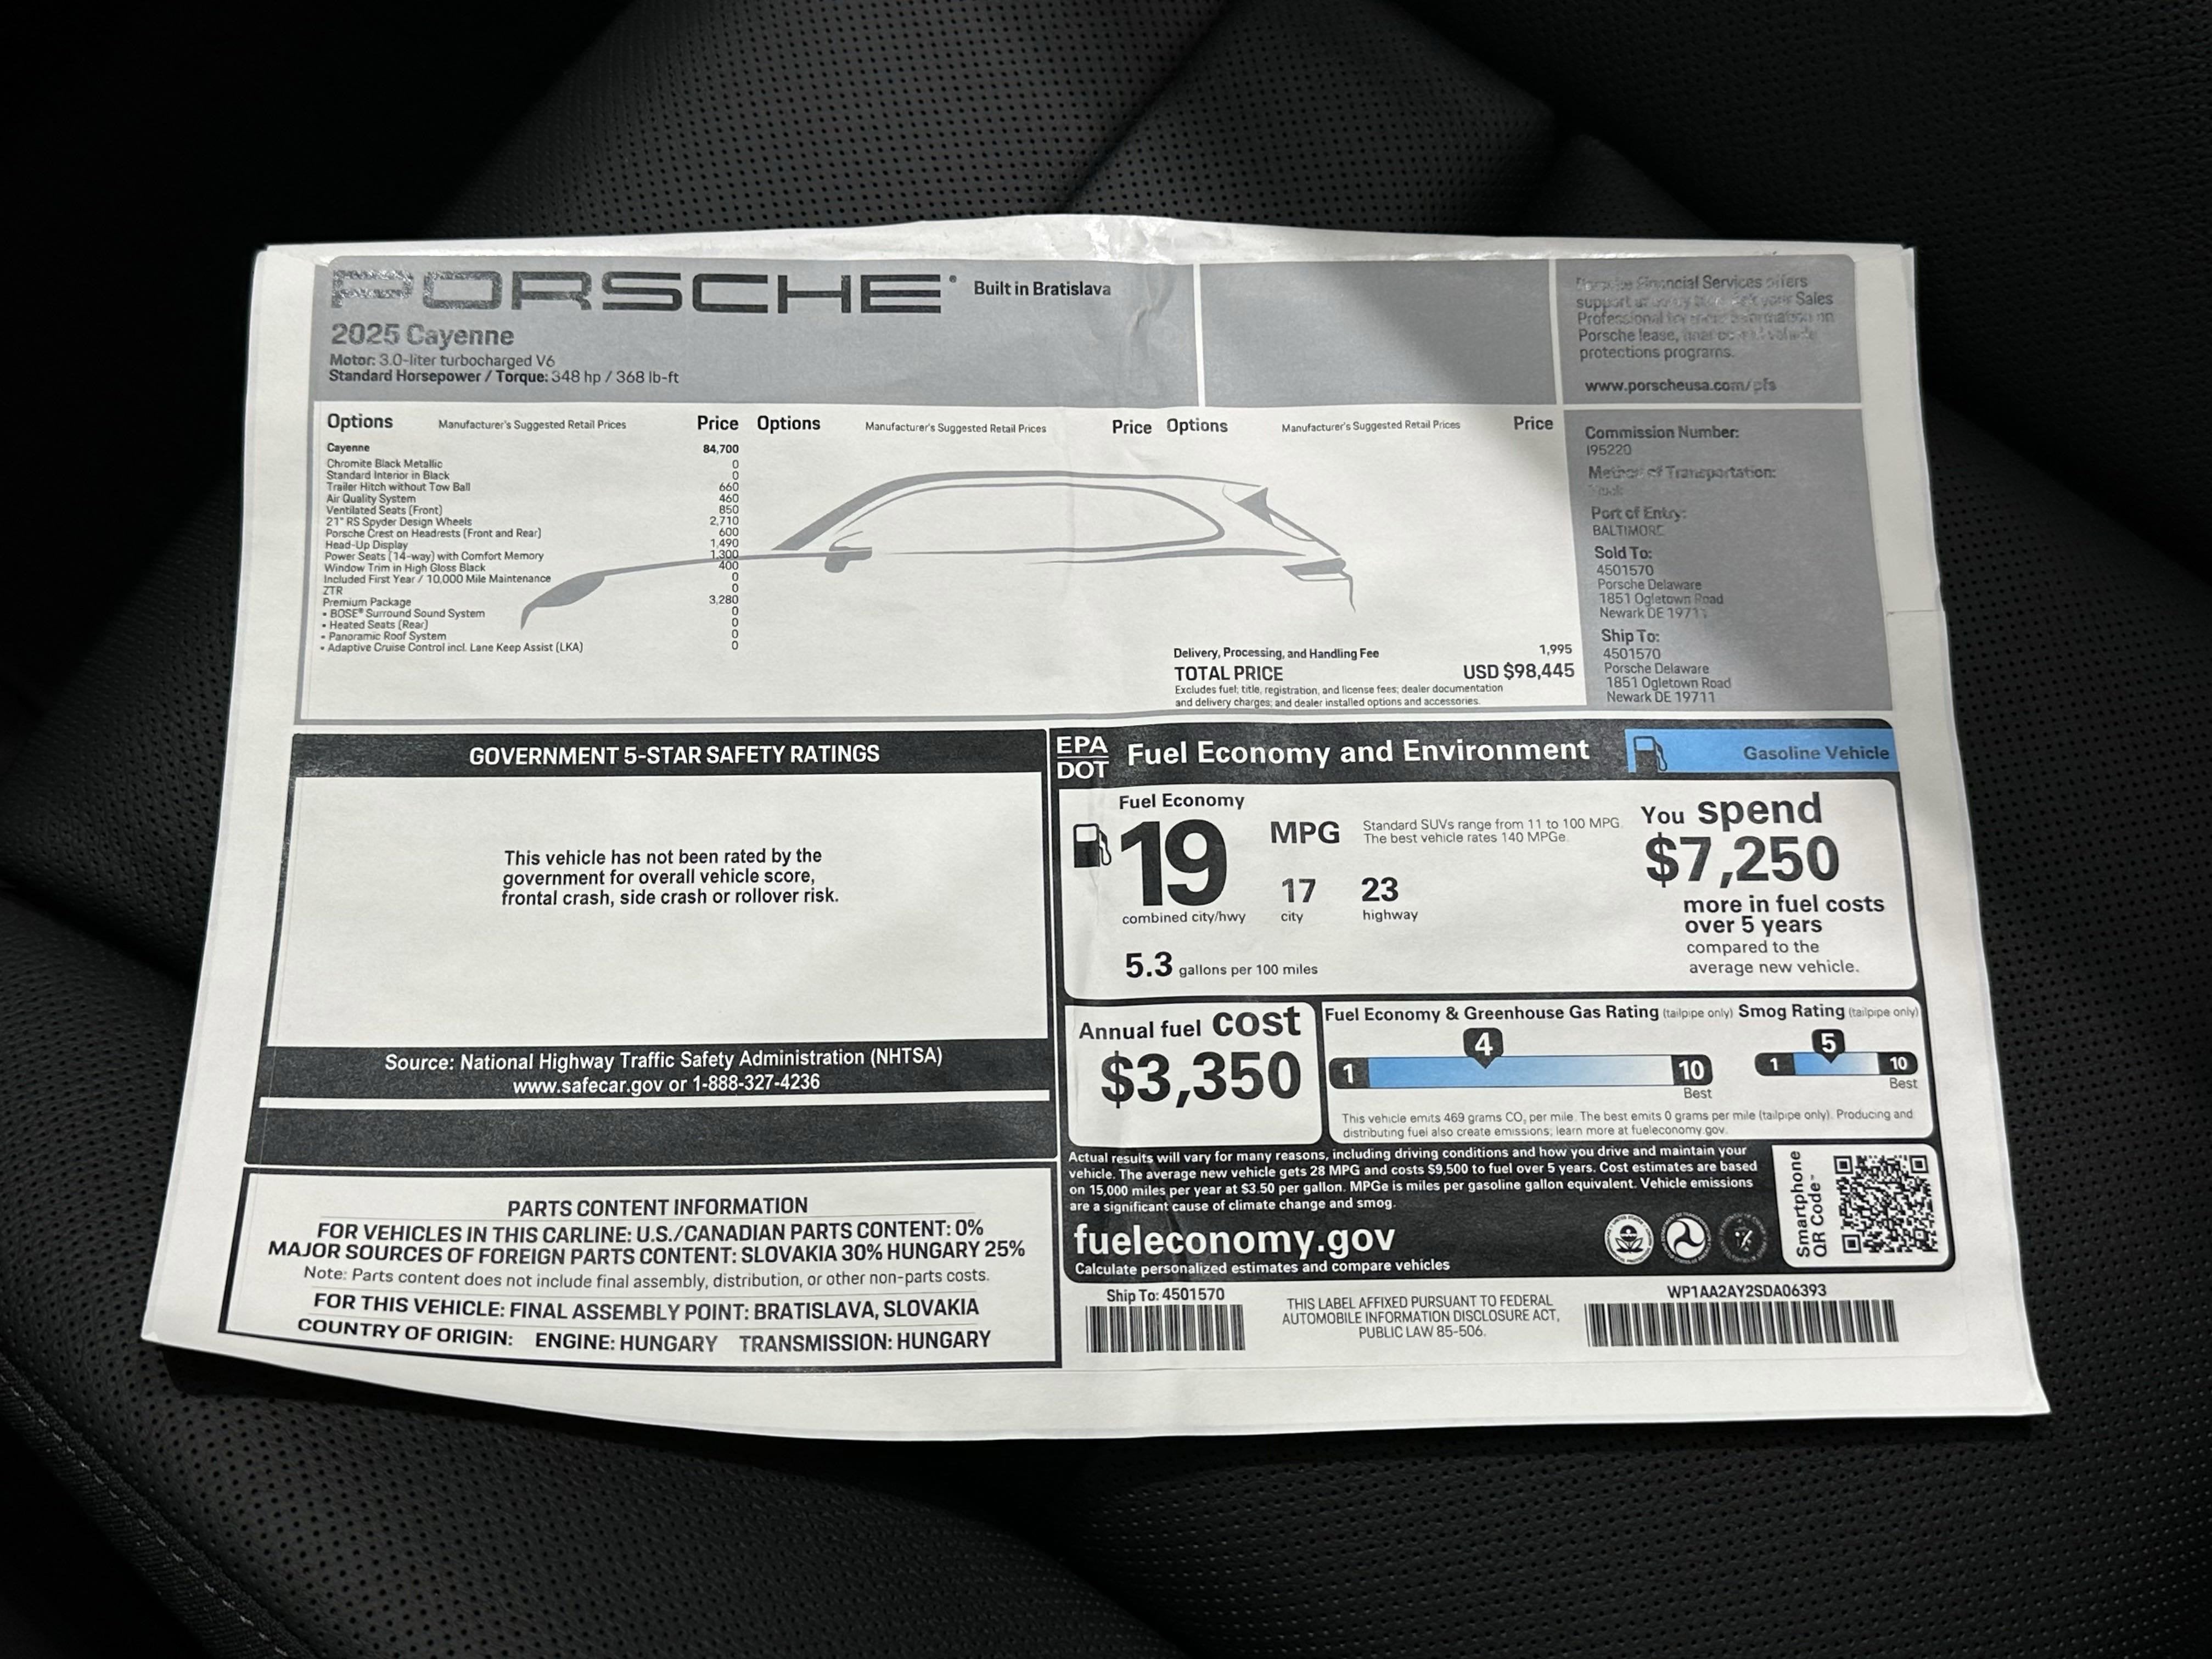 PORSCHE
Built in Bratislava
2025 Cayenne
Motor: 3.0-liter turbocharged V6
Standard Horsepower / Torque: 348 hp / 368 lb-ft
Financial Services offers
support
your Sales
Professional
on
Porsche lease,
protections programs.
www.porscheusa.com/pfs
Options Manufacturer's Suggested Retail Prices Price
Cayenne 84,700
Chromite Black Metallic 0
Standard Interior in Black 0
Trailer Hitch without Tow Ball 660
Air Quality System 460
Ventilated Seats (Front) 850
21" RS Spyder Design Wheels 2,710
Porsche Crest on Headrests (Front and Rear) 600
Head-Up Display 1,490
Power Seats (14-way) with Comfort Memory 1,300
Window Trim in High Gloss Black 400
Included First Year / 10,000 Mile Maintenance 0
ZTR 0
Premium Package 3,280
• BOSE® Surround Sound System 0
• Heated Seats (Rear) 0
• Panoramic Roof System 0
• Adaptive Cruise Control incl. Lane Keep Assist (LKA) 0
Options Manufacturer's Suggested Retail Prices Price
Options Manufacturer's Suggested Retail Prices Price
Delivery, Processing, and Handling Fee 1,995
TOTAL PRICE USD $98,445
Excludes fuel; title, registration, and license fees; dealer documentation
and delivery charges; and dealer installed options and accessories.
Commission Number:
195220
Method of Transportation:
Port of Entry:
BALTIMORE
Sold To:
4501570
Porsche Delaware
1851 Ogletown Road
Newark DE 19711
Ship To:
4501570
Porsche Delaware
1851 Ogletown Road
Newark DE 19711
GOVERNMENT 5-STAR SAFETY RATINGS
This vehicle has not been rated by the
government for overall vehicle score,
frontal crash, side crash or rollover risk.
Source: National Highway Traffic Safety Administration (NHTSA)
www.safecar.gov or 1-888-327-4236
PARTS CONTENT INFORMATION
FOR VEHICLES IN THIS CARLINE: U.S./CANADIAN PARTS CONTENT: 0%
MAJOR SOURCES OF FOREIGN PARTS CONTENT: SLOVAKIA 30% HUNGARY 25%
Note: Parts content does not include final assembly, distribution, or other non-parts costs.
FOR THIS VEHICLE: FINAL ASSEMBLY POINT: BRATISLAVA, SLOVAKIA
COUNTRY OF ORIGIN: ENGINE: HUNGARY TRANSMISSION: HUNGARY
EPA
DOT
Fuel Economy and Environment
Gasoline Vehicle
Fuel Economy
19
MPG
Standard SUVs range from 11 to 100 MPG.
The best vehicle rates 140 MPGe.
combined city/hwy
17
city
23
highway
5.3 gallons per 100 miles
You spend
$7,250
more in fuel costs
over 5 years
compared to the
average new vehicle.
Annual fuel cost
$3,350
Fuel Economy & Greenhouse Gas Rating (tailpipe only)
4
1
10
Best
Smog Rating (tailpipe only)
5
1
10
Best
This vehicle emits 469 grams CO₂ per mile. The best emits 0 grams per mile (tailpipe only). Producing and
distributing fuel also create emissions; learn more at fueleconomy.gov.
Actual results will vary for many reasons, including driving conditions and how you drive and maintain your
vehicle. The average new vehicle gets 28 MPG and costs $9,500 to fuel over 5 years. Cost estimates are based
on 15,000 miles per year at $3.50 per gallon. MPGe is miles per gasoline gallon equivalent. Vehicle emissions
are a significant cause of climate change and smog.
fueleconomy.gov
Calculate personalized estimates and compare vehicles
Smartphone
QR Code™
Ship To: 4501570
THIS LABEL AFFIXED PURSUANT TO FEDERAL
AUTOMOBILE INFORMATION DISCLOSURE ACT,
PUBLIC LAW 85-506.
WP1AA2AY2SDA06393